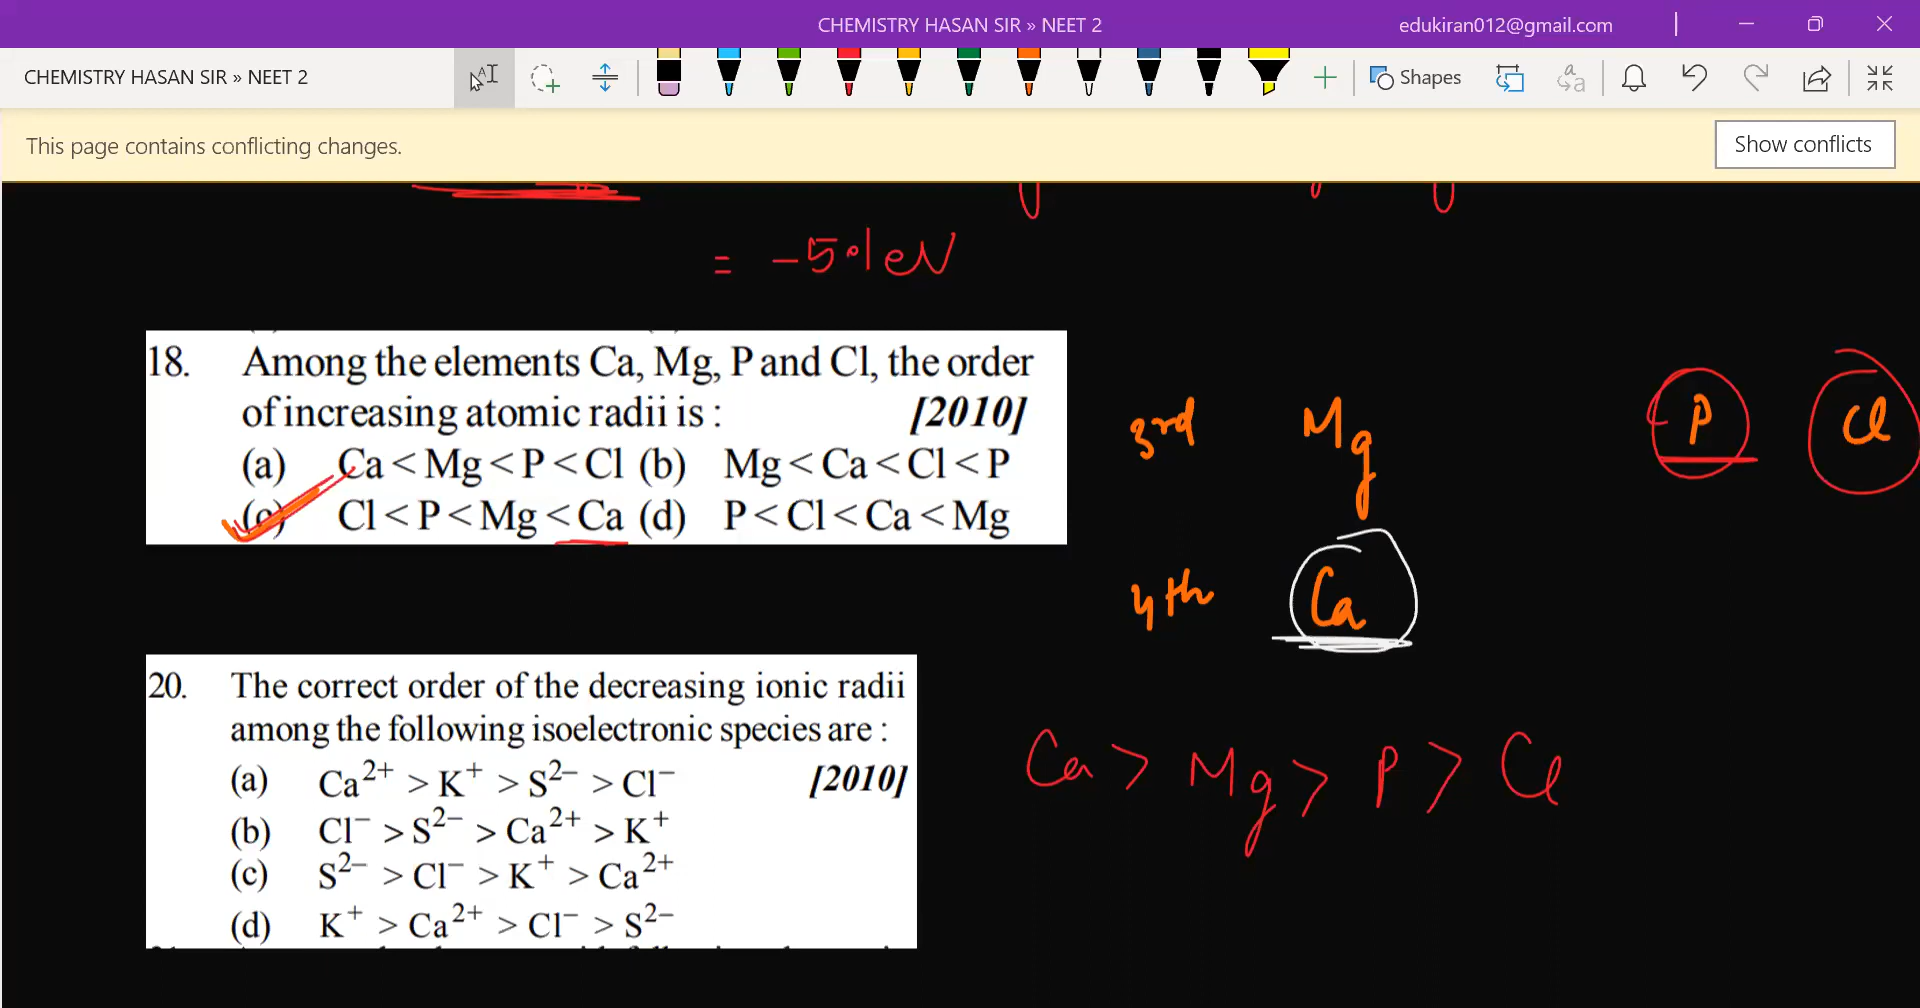 CHEMISTRY HASAN SIR » NEET 2
edukiran012@gmail.com
CHEMISTRY HASAN SIR » NEET 2
Shapes
This page contains conflicting changes.
Show conflicts
= -5.1eV
18. Among the elements Ca, Mg, P and Cl, the order
of increasing atomic radii is : [2010]
(a) Ca < Mg < P < Cl (b) Mg < Ca < Cl < P
(c) Cl < P < Mg < Ca (d) P < Cl < Ca < Mg
3rd Mg P Cl
4th Ca
20. The correct order of the decreasing ionic radii
among the following isoelectronic species are :
(a) Ca²⁺ > K⁺ > S²⁻ > Cl⁻ [2010]
(b) Cl⁻ > S²⁻ > Ca²⁺ > K⁺
(c) S²⁻ > Cl⁻ > K⁺ > Ca²⁺
(d) K⁺ > Ca²⁺ > Cl⁻ > S²⁻
Ca > Mg > P > Cl